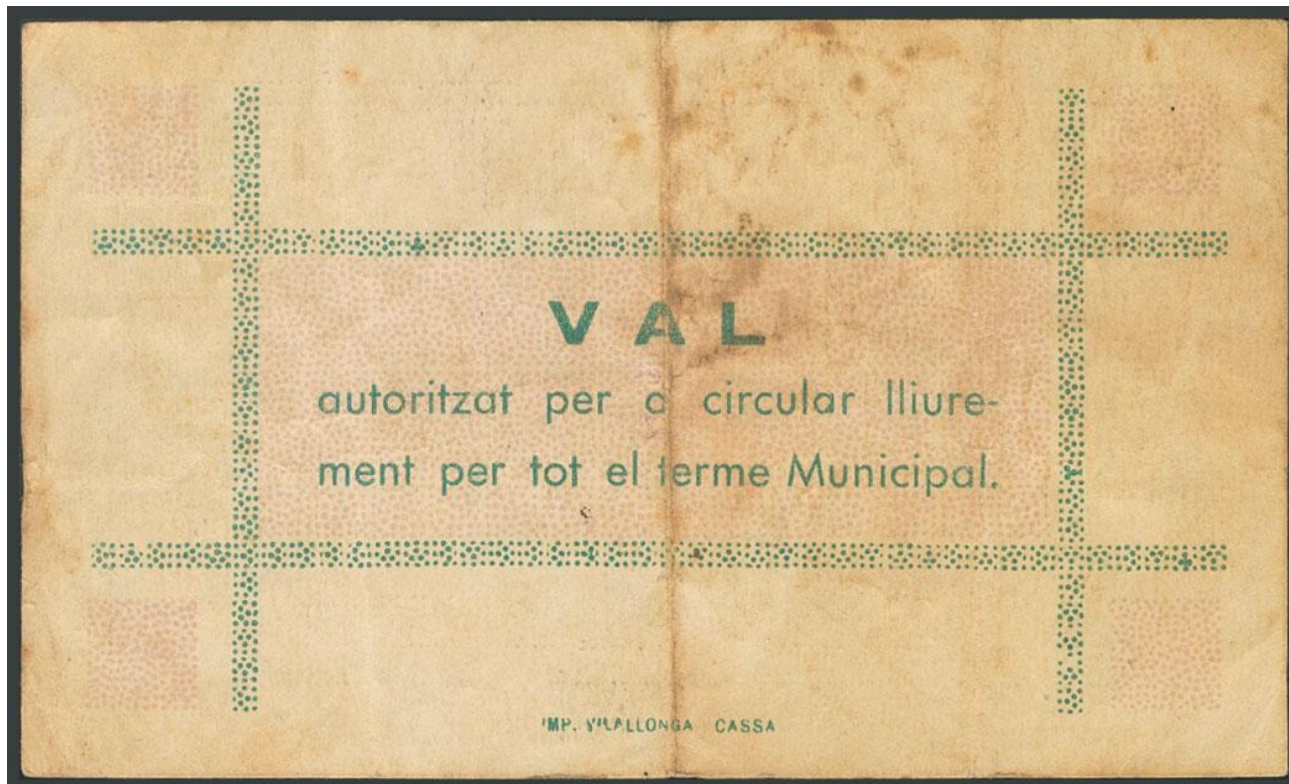 VAL
autoritzat per a circular lliure-
ment per tot el terme Municipal.
IMP. VILALLONGA CASSA